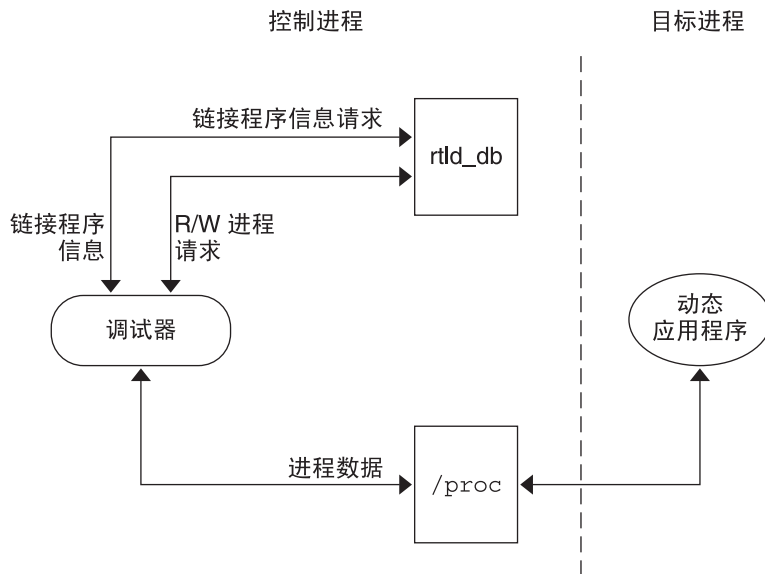 控制进程
目标进程
链接程序信息请求
rtld_db
链接程序
信息
R/W 进程
请求
调试器
动态
应用程序
进程数据
/proc